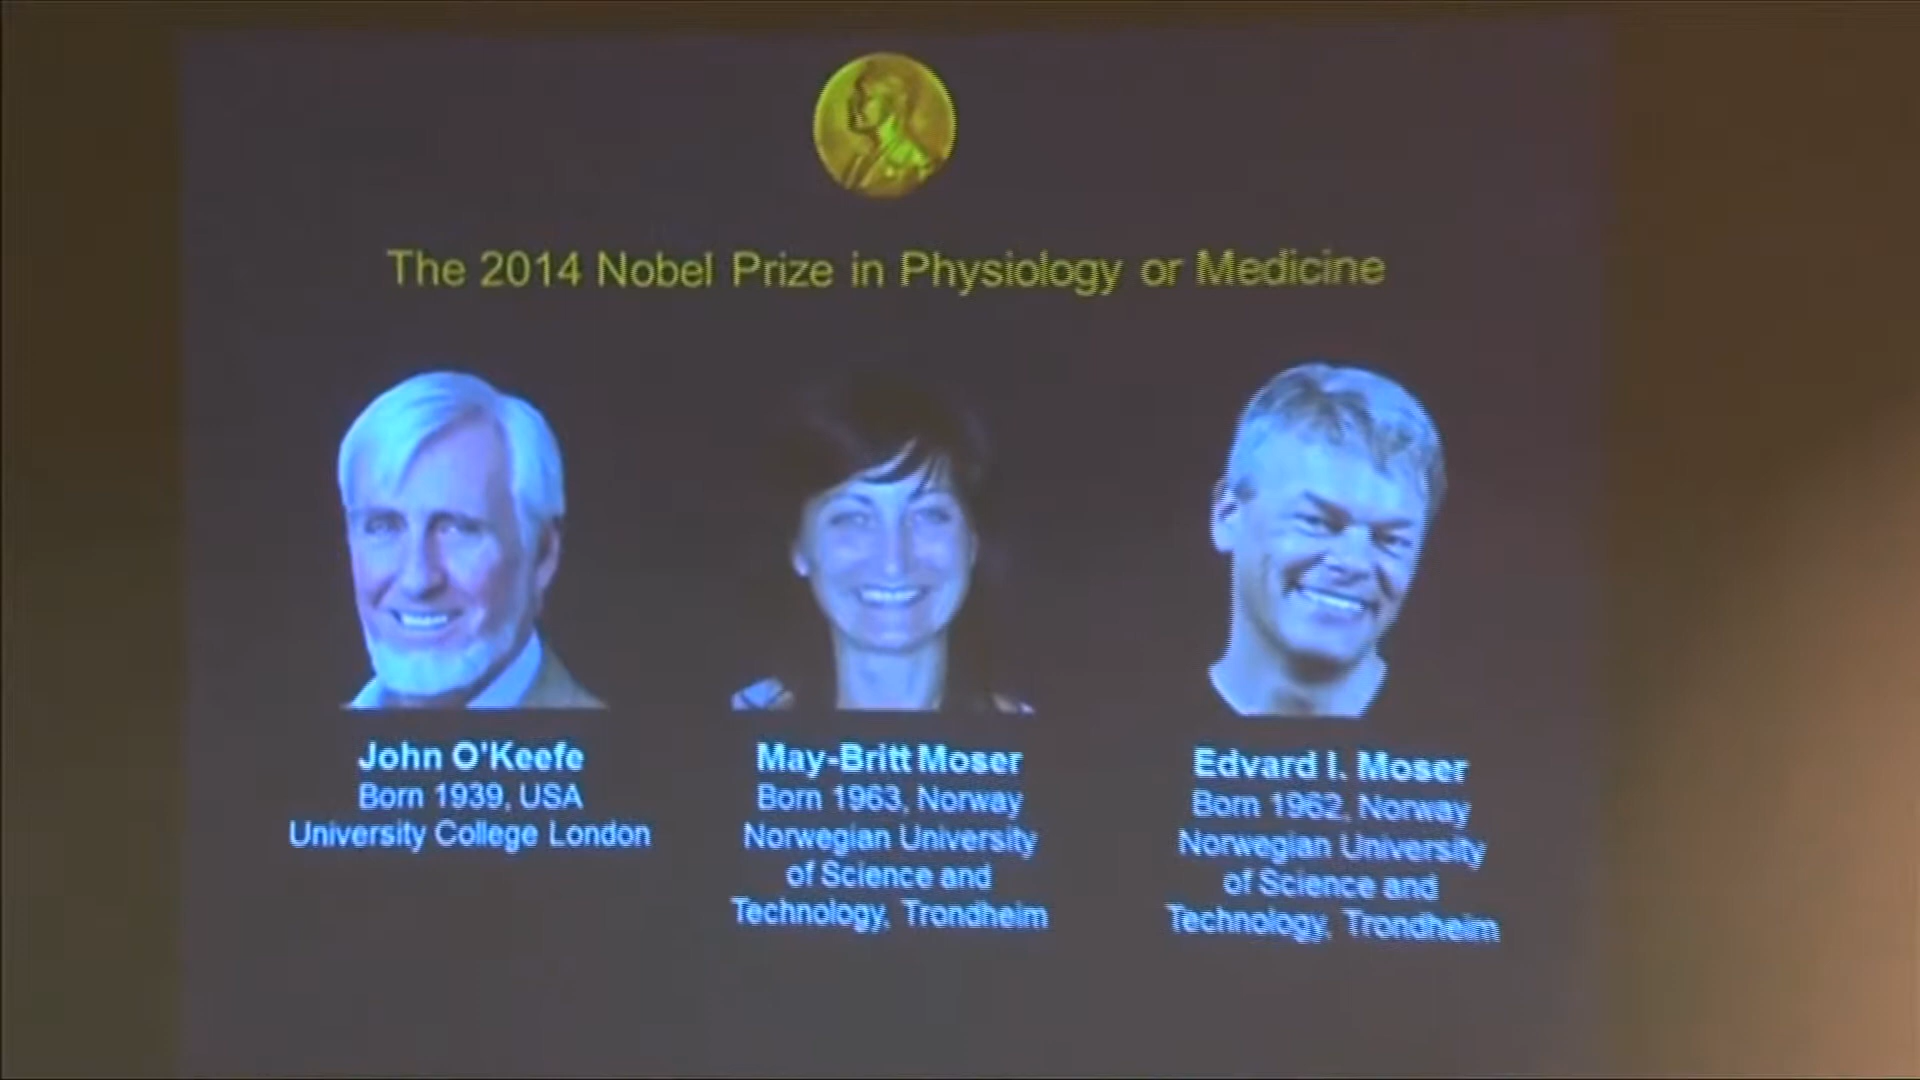 The 2014 Nobel Prize in Physiology or Medicine
John O'Keefe
Born 1939, USA
University College London
May-Britt Moser
Born 1963, Norway
Norwegian University
of Science and
Technology, Trondheim
Edvard I. Moser
Born 1962, Norway
Norwegian University
of Science and
Technology, Trondheim